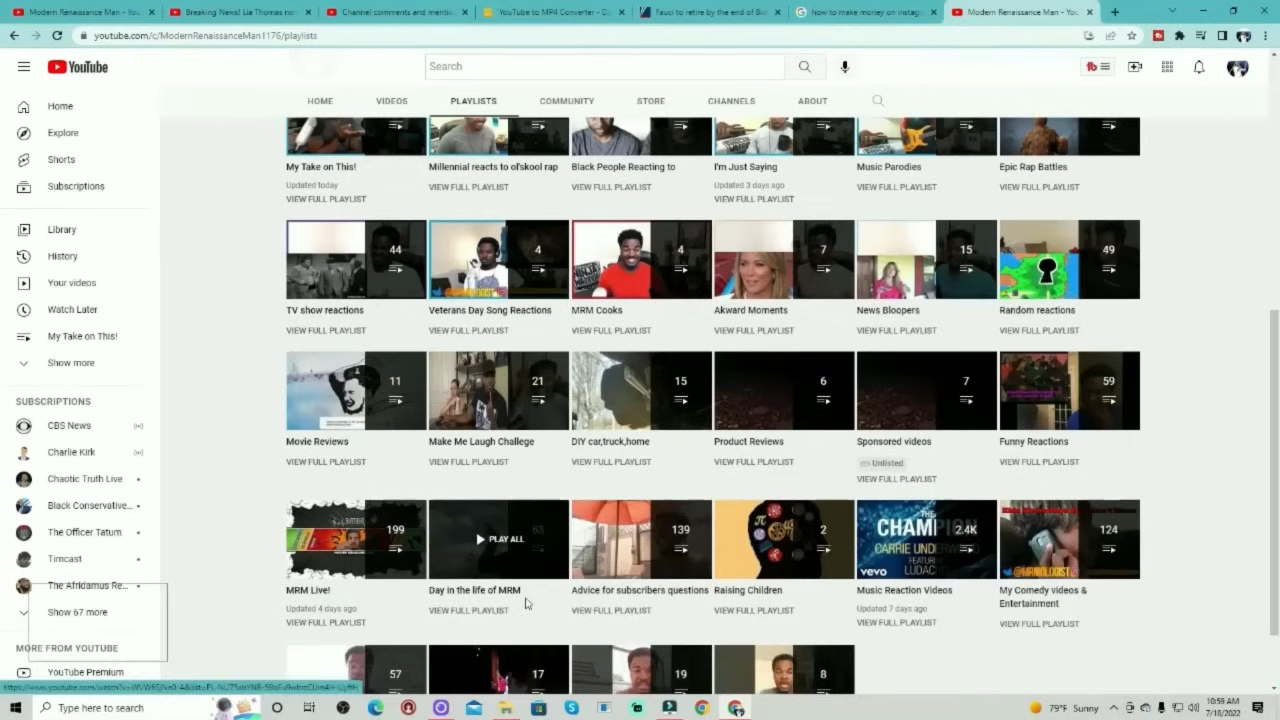 Modern Renaissance Man - You
Breaking News! Lia Thomas no
Channel comments and mentio
YouTube to MP4 Converter - D
Fauci to retire by the end of Bi
how to make money on instag
Modern Renaissance Man - You
youtube.com/c/ModernRenaissanceMan1176/playlists
YouTube
Search
HOME VIDEOS PLAYLISTS COMMUNITY STORE CHANNELS ABOUT
Home
Explore
Shorts
Subscriptions
Library
History
Your videos
Watch Later
My Take on This!
Show more
SUBSCRIPTIONS
CBS News
Charlie Kirk
Chaotic Truth Live
Black Conservative...
The Officer Tatum
Timcast
The Afridamus Re...
Show 67 more
MORE FROM YOUTUBE
YouTube Premium
My Take on This! Millennial reacts to ol'skool rap Black People Reacting to I'm Just Saying Music Parodies Epic Rap Battles
Updated today VIEW FULL PLAYLIST VIEW FULL PLAYLIST Updated 3 days ago VIEW FULL PLAYLIST VIEW FULL PLAYLIST
VIEW FULL PLAYLIST VIEW FULL PLAYLIST
44 4 4 7 15 49
TV show reactions Veterans Day Song Reactions MRM Cooks Akward Moments News Bloopers Random reactions
VIEW FULL PLAYLIST VIEW FULL PLAYLIST VIEW FULL PLAYLIST VIEW FULL PLAYLIST VIEW FULL PLAYLIST VIEW FULL PLAYLIST
11 21 15 6 7 59
Movie Reviews Make Me Laugh Challege DIY car,truck,home Product Reviews Sponsored videos Funny Reactions
VIEW FULL PLAYLIST VIEW FULL PLAYLIST VIEW FULL PLAYLIST VIEW FULL PLAYLIST Unlisted VIEW FULL PLAYLIST
VIEW FULL PLAYLIST
199 PLAY ALL 63 139 2 THE CHAMPIO 2.4K 124
CARRIE UNDERW
FEATURI
LUDAC
vevo
MRM Live! Day in the life of MRM Advice for subscribers questions Raising Children Music Reaction Videos My Comedy videos &
Entertainment
Updated 4 days ago VIEW FULL PLAYLIST VIEW FULL PLAYLIST VIEW FULL PLAYLIST Updated 7 days ago
VIEW FULL PLAYLIST VIEW FULL PLAYLIST VIEW FULL PLAYLIST
57 17 19 8
Type here to search
79°F Sunny
10:59 AM
7/18/2022